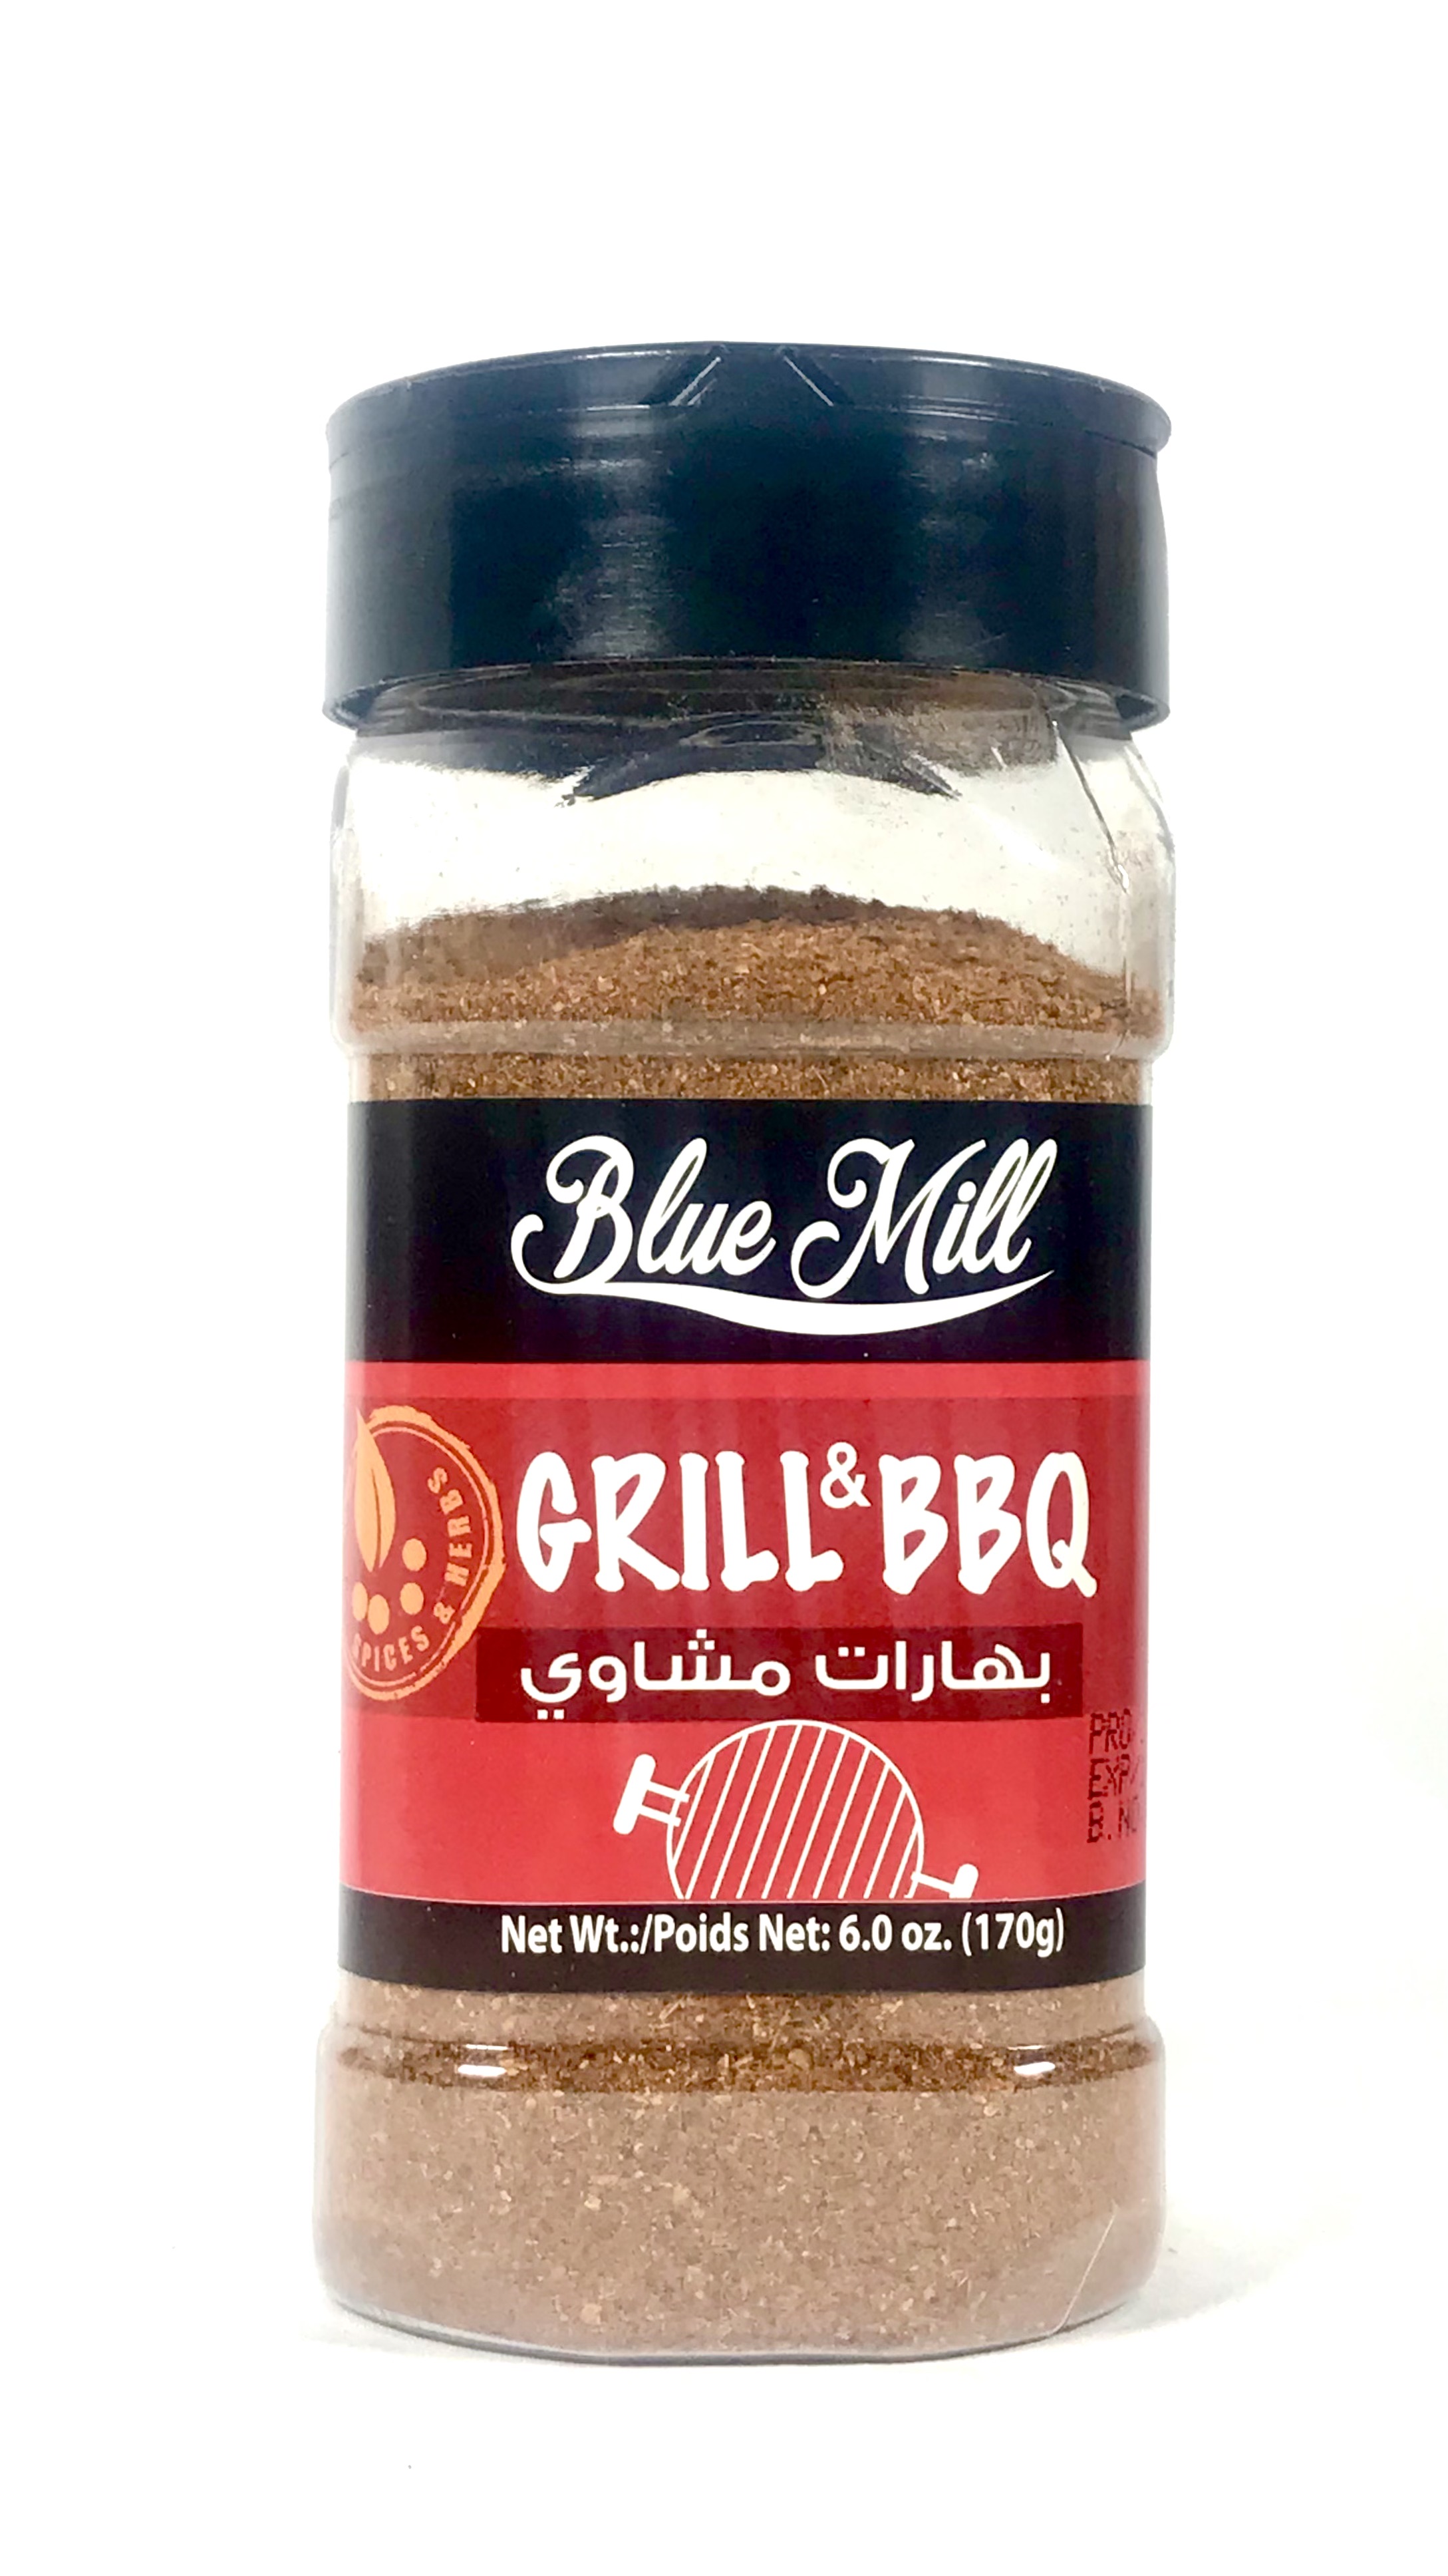 Blue Mill
GRILL & BBQ
SPICES & HERBS
بهارات مشاوي
PRO
EXP
B. NO
Net Wt.:/Poids Net: 6.0 oz. (170g)